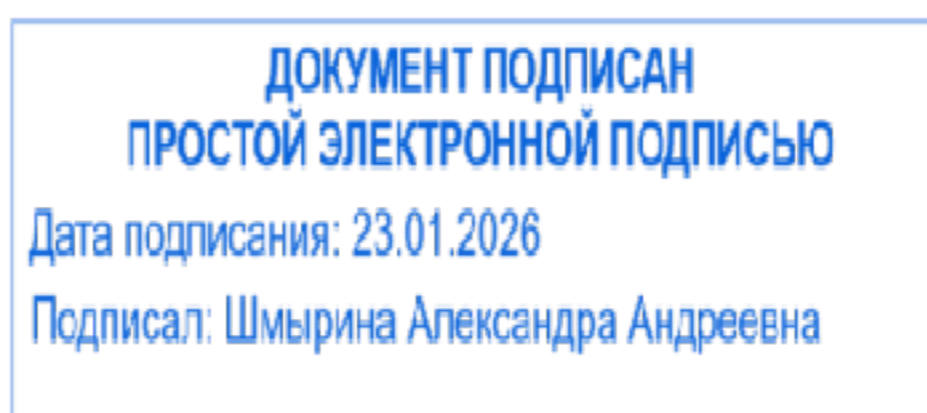 ДОКУМЕНТ ПОДПИСАН
ПРОСТОЙ ЭЛЕКТРОННОЙ ПОДПИСЬЮ
Дата подписания: 23.01.2026
Подписал: Шмырина Александра Андреевна